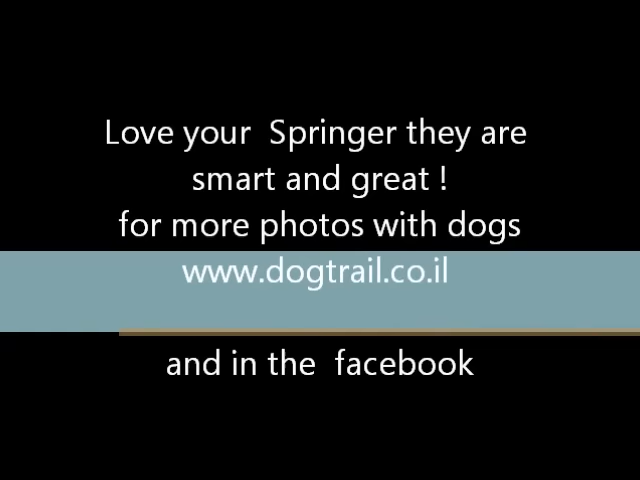 Love your  Springer they are
smart and great !
for more photos with dogs
www.dogtrail.co.il
and in the  facebook